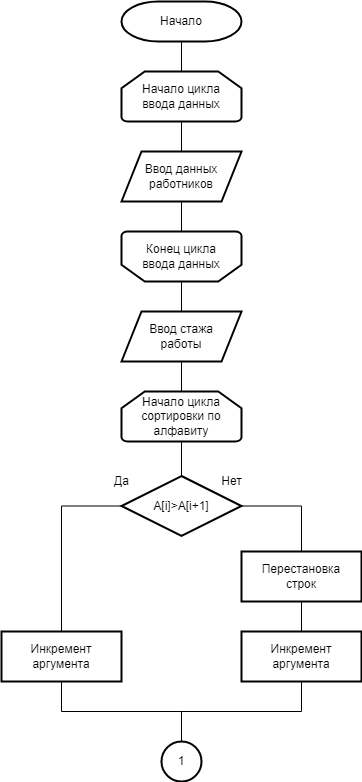 Начало
Начало цикла
ввода данных
Ввод данных
работников
Конец цикла
ввода данных
Ввод стажа
работы
Начало цикла
сортировки по
алфавиту
Да
Нет
A[i]>A[i+1]
Перестановка
строк
Инкремент
аргумента
Инкремент
аргумента
1